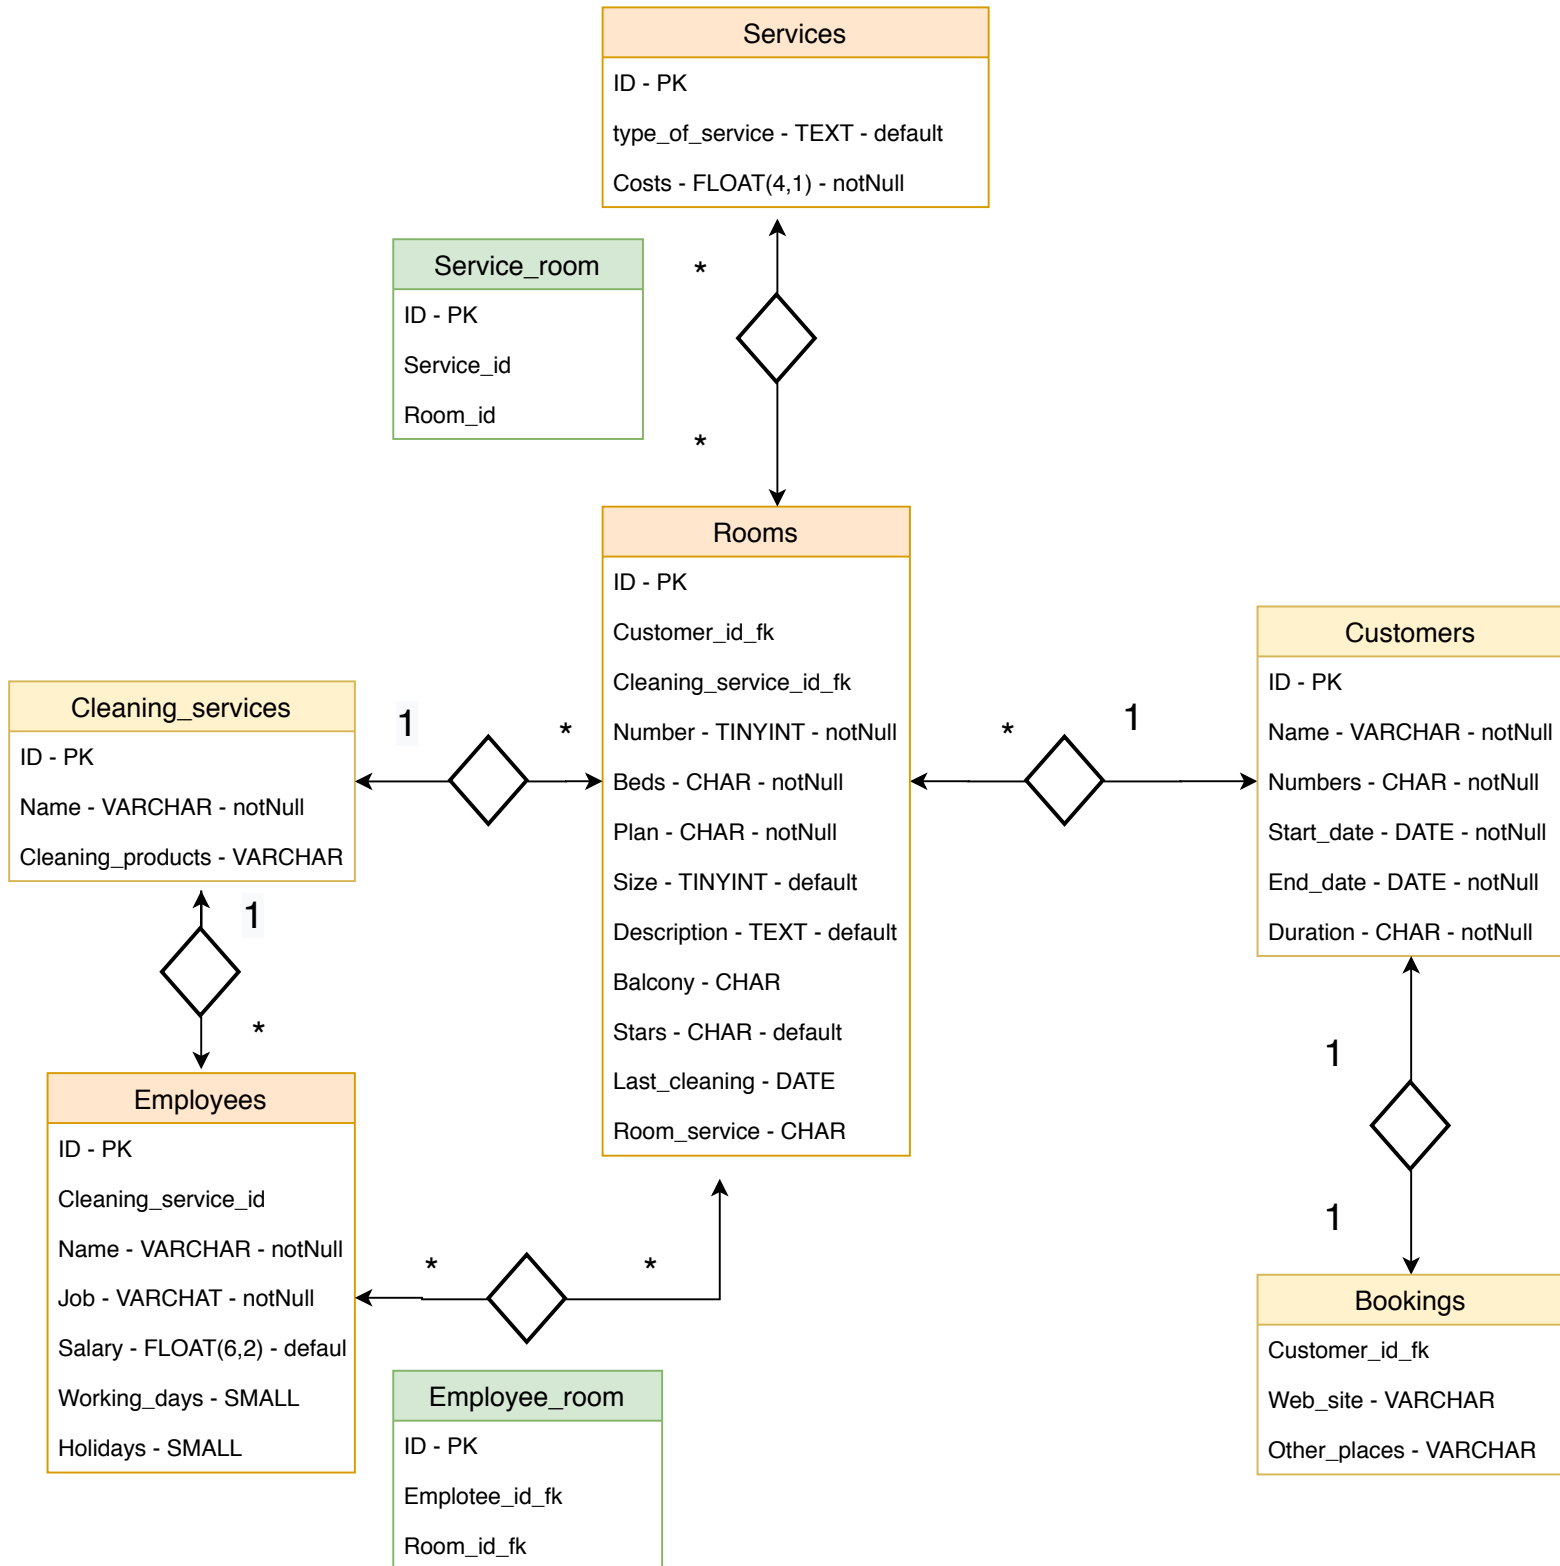 Services
ID - PK
type_of_service - TEXT - default
Costs - FLOAT(4,1) - notNull
Service_room
ID - PK
Service_id
Room_id
*
*
Rooms
ID - PK
Customer_id_fk
Cleaning_service_id_fk
Number - TINYINT - notNull
Beds - CHAR - notNull
Plan - CHAR - notNull
Size - TINYINT - default
Description - TEXT - default
Balcony - CHAR
Stars - CHAR - default
Last_cleaning - DATE
Room_service - CHAR
Customers
ID - PK
Name - VARCHAR - notNull
Numbers - CHAR - notNull
Start_date - DATE - notNull
End_date - DATE - notNull
Duration - CHAR - notNull
* 1
Cleaning_services
ID - PK
Name - VARCHAR - notNull
Cleaning_products - VARCHAR
1 *
1
*
Employees
ID - PK
Cleaning_service_id
Name - VARCHAR - notNull
Job - VARCHAT - notNull
Salary - FLOAT(6,2) - defaul
Working_days - SMALL
Holidays - SMALL
* *
Employee_room
ID - PK
Emplotee_id_fk
Room_id_fk
1
1
Bookings
Customer_id_fk
Web_site - VARCHAR
Other_places - VARCHAR